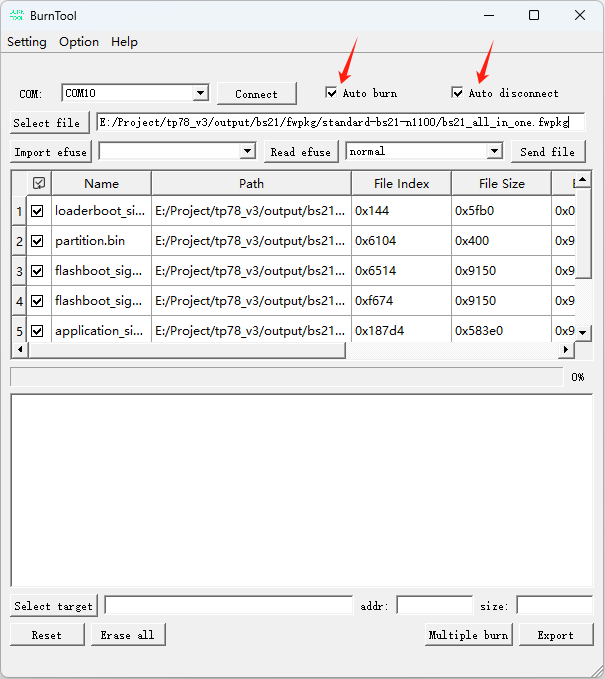 BurnTool
Setting Option Help
COM: COM10 Connect Auto burn Auto disconnect
Select file E:/Project/tp78_v3/output/bs21/fwpkg/standard-bs21-n1100/bs21_all_in_one.fwpkg
Import efuse Read efuse normal Send file
Name Path File Index File Size
1 loaderboot_si... E:/Project/tp78_v3/output/bs21... 0x144 0x5fb0 0x0
2 partition.bin E:/Project/tp78_v3/output/bs21... 0x6104 0x400 0x9
3 flashboot_sig... E:/Project/tp78_v3/output/bs21... 0x6514 0x9150 0x9
4 flashboot_sig... E:/Project/tp78_v3/output/bs21... 0xf674 0x9150 0x9
5 application_si... E:/Project/tp78_v3/output/bs21... 0x187d4 0x583e0 0x9
0%
Select target addr: size:
Reset Erase all Multiple burn Export